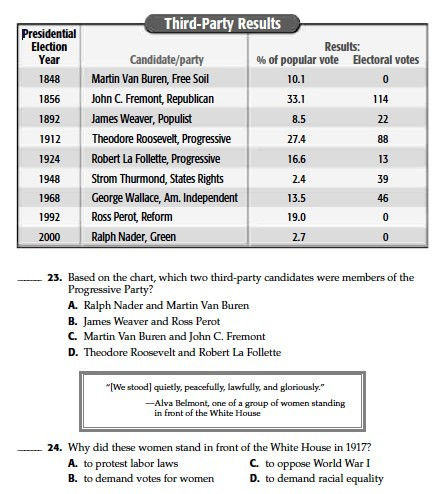 Third-Party Results
Presidential
Election
Year
Candidate/party
Results:
% of popular vote Electoral votes
1848 Martin Van Buren, Free Soil 10.1 0
1856 John C. Fremont, Republican 33.1 114
1892 James Weaver, Populist 8.5 22
1912 Theodore Roosevelt, Progressive 27.4 88
1924 Robert La Follette, Progressive 16.6 13
1948 Strom Thurmond, States Rights 2.4 39
1968 George Wallace, Am. Independent 13.5 46
1992 Ross Perot, Reform 19.0 0
2000 Ralph Nader, Green 2.7 0
23. Based on the chart, which two third-party candidates were members of the
Progressive Party?
A. Ralph Nader and Martin Van Buren
B. James Weaver and Ross Perot
C. Martin Van Buren and John C. Fremont
D. Theodore Roosevelt and Robert La Follette
"[We stood] quietly, peacefully, lawfully, and gloriously."
—Alva Belmont, one of a group of women standing
in front of the White House
24. Why did these women stand in front of the White House in 1917?
A. to protest labor laws C. to oppose World War I
B. to demand votes for women D. to demand racial equality